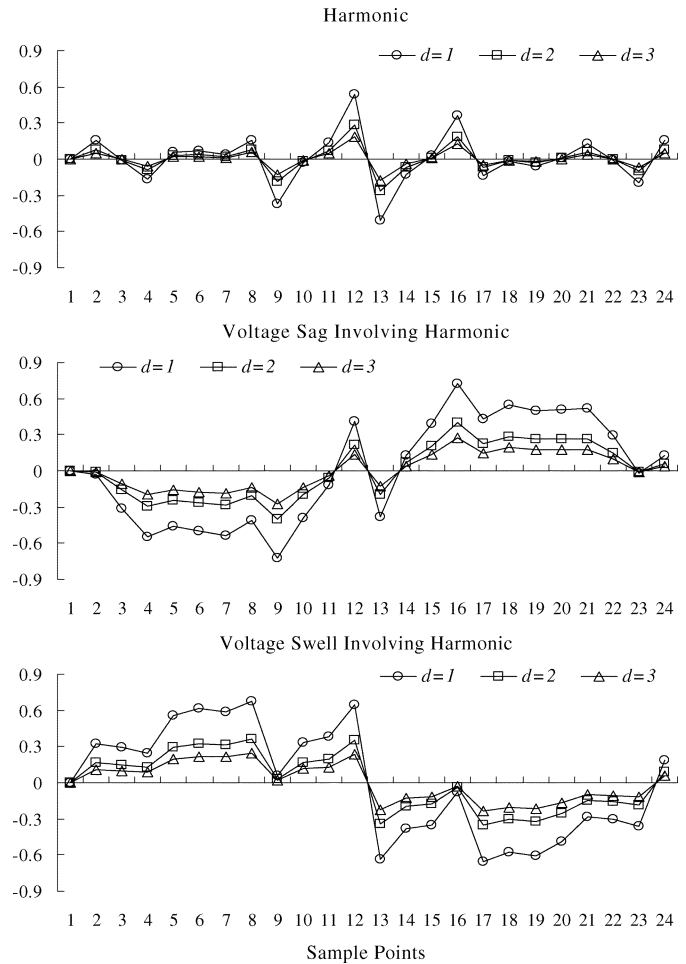 Harmonic
d=1 d=2 d=3
0.9
0.6
0.3
0
-0.3
-0.6
-0.9
1 2 3 4 5 6 7 8 9 10 11 12 13 14 15 16 17 18 19 20 21 22 23 24
Voltage Sag Involving Harmonic
d=1 d=2 d=3
0.9
0.6
0.3
0
-0.3
-0.6
-0.9
1 2 3 4 5 6 7 8 9 10 11 12 13 14 15 16 17 18 19 20 21 22 23 24
Voltage Swell Involving Harmonic
d=1 d=2 d=3
0.9
0.6
0.3
0
-0.3
-0.6
-0.9
1 2 3 4 5 6 7 8 9 10 11 12 13 14 15 16 17 18 19 20 21 22 23 24
Sample Points